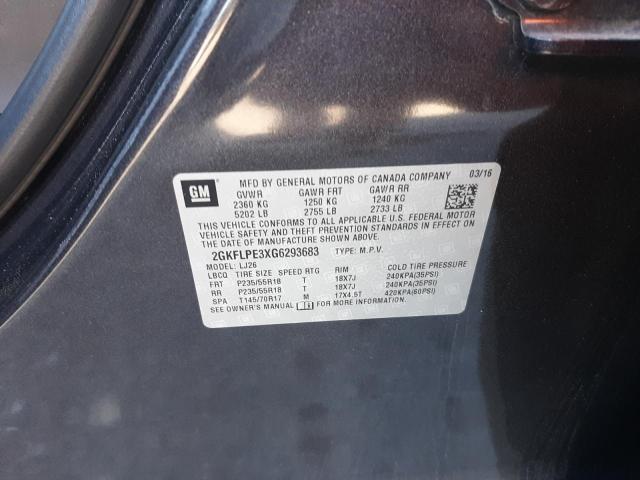 GM
MFD BY GENERAL MOTORS OF CANADA COMPANY 03/16
GVWR GAWR FRT GAWR RR
2360 KG 1250 KG 1240 KG
5202 LB 2755 LB 2733 LB
THIS VEHICLE CONFORMS TO ALL APPLICABLE U.S. FEDERAL MOTOR
VEHICLE SAFETY AND THEFT PREVENTION STANDARDS IN EFFECT ON
THE DATE OF MANUFACTURE SHOWN ABOVE.
2GKFLPE3XG6293683 TYPE: M.P.V.
MODEL: LJ26
LBCQ TIRE SIZE SPEED RTG RIM COLD TIRE PRESSURE
FRT P235/55R18 T 18X7J 240KPA(35PSI)
RR P235/55R18 T 18X7J 240KPA(35PSI)
SPA T145/70R17 M 17X4.5T 420KPA(60PSI)
SEE OWNER'S MANUAL FOR MORE INFORMATION.